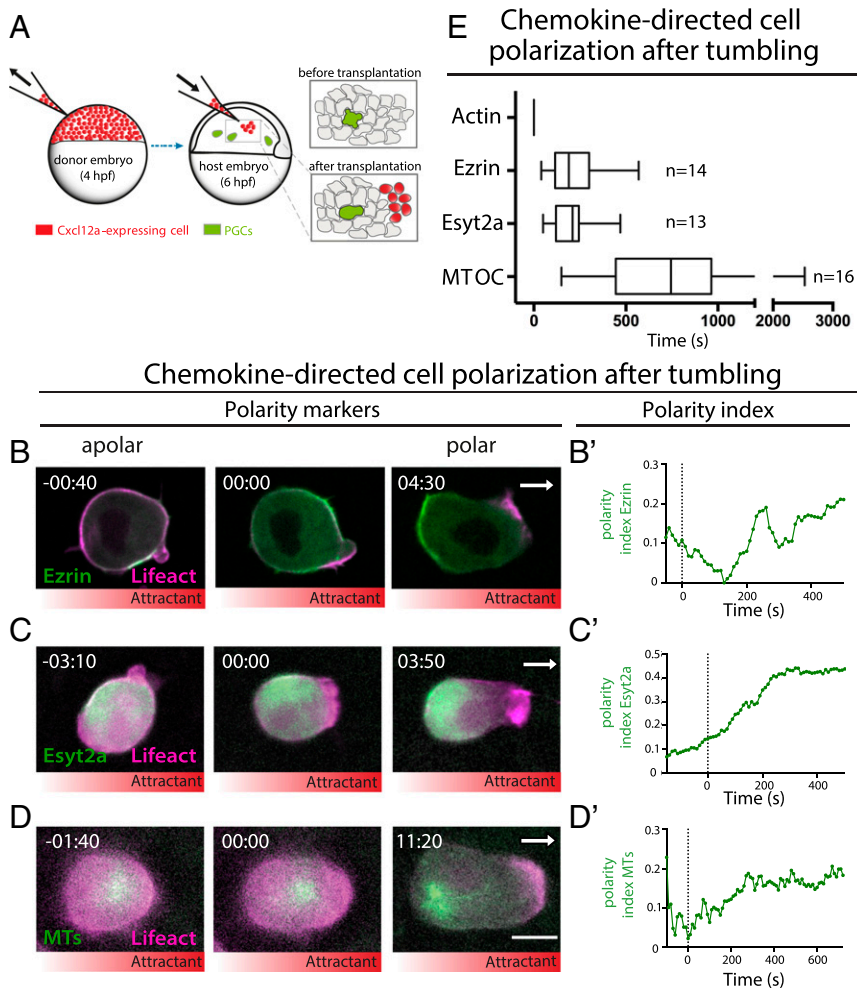 A
before transplantation
donor embryo
(4 hpf)
host embryo
(6 hpf)
after transplantation
Cxcl12a-expressing cell
PGCs
E
Chemokine-directed cell
polarization after tumbling
Actin
Ezrin
n=14
Esyt2a
n=13
MTOC
n=16
0 500 1000 2000 3000
Time (s)
Chemokine-directed cell polarization after tumbling
Polarity markers
Polarity index
apolar
polar
B
-00:40
00:00
04:30
Ezrin
Lifeact
Attractant
Attractant
Attractant
B'
polarity
index Ezrin
0.3
0.2
0.1
0
0 200 400
Time (s)
C
-03:10
00:00
03:50
Esyt2a
Lifeact
Attractant
Attractant
Attractant
C'
polarity
index Esyt2a
0.5
0.4
0.3
0.2
0.1
0
0 200 400
Time (s)
D
-01:40
00:00
11:20
MTs
Lifeact
Attractant
Attractant
Attractant
D'
polarity
index MTs
0.3
0.2
0.1
0
0 200 400 600
Time (s)